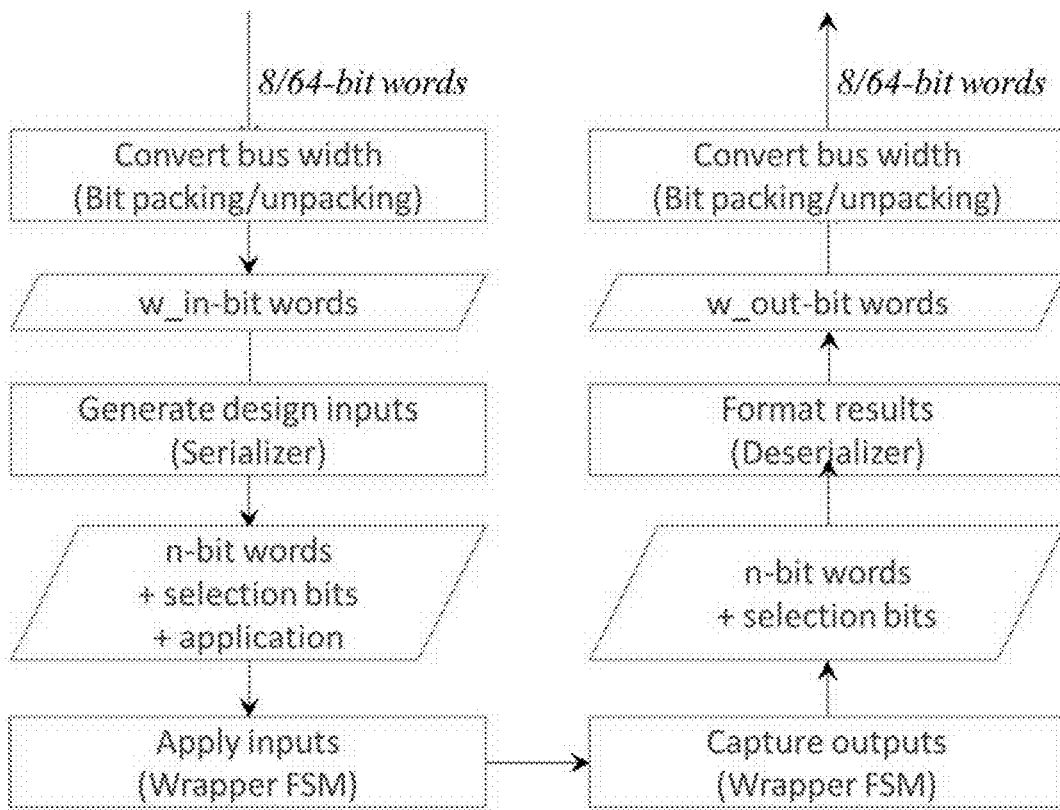 8/64-bit words
Convert bus width
(Bit packing/unpacking)
w_in-bit words
Generate design inputs
(Serializer)
n-bit words
+ selection bits
+ application
Apply inputs
(Wrapper FSM)
8/64-bit words
Convert bus width
(Bit packing/unpacking)
w_out-bit words
Format results
(Deserializer)
n-bit words
+ selection bits
Capture outputs
(Wrapper FSM)